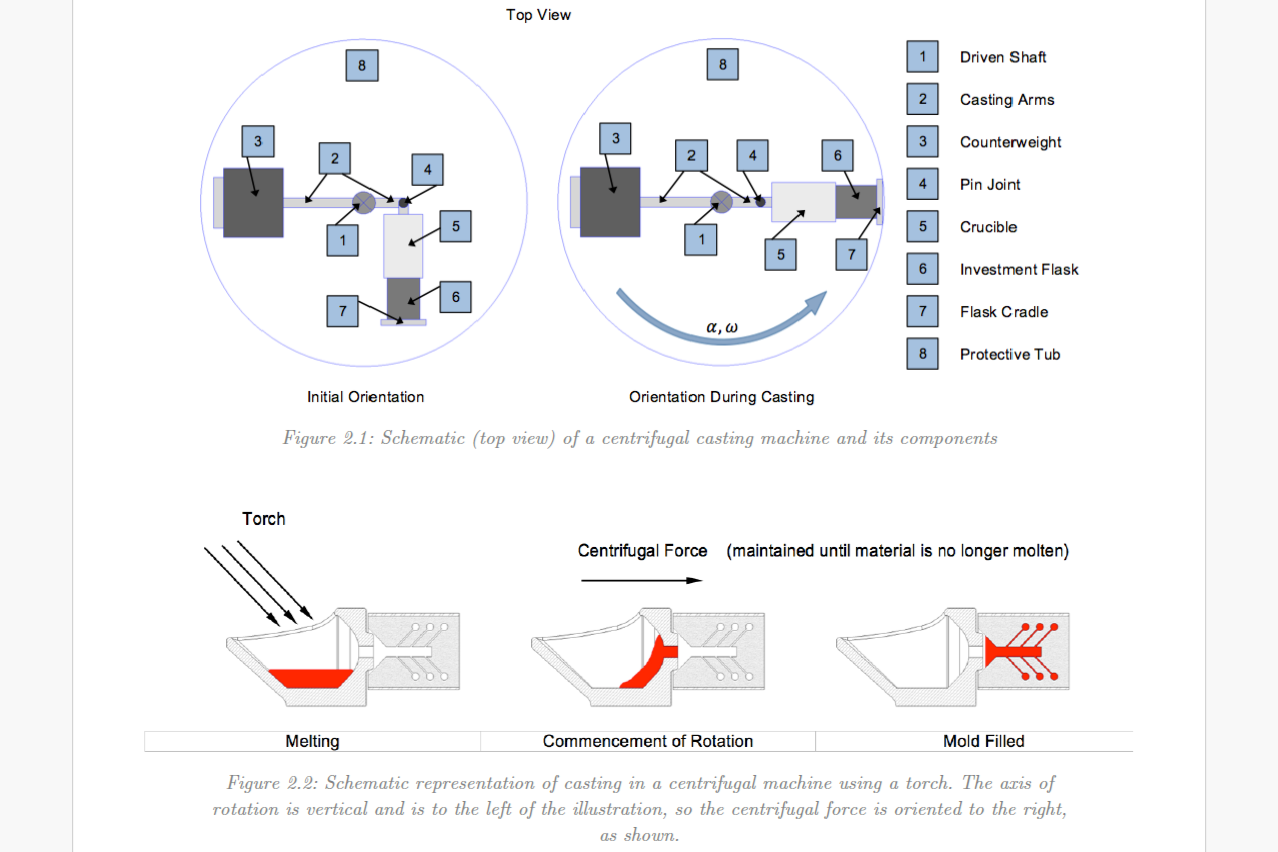 Top View
8
8
1 Driven Shaft
2 Casting Arms
3 Counterweight
4 Pin Joint
5 Crucible
6 Investment Flask
7 Flask Cradle
8 Protective Tub
3
2
4
1
5
6
7
3
2
4
6
1
5
7
α, ω
Initial Orientation
Orientation During Casting
Figure 2.1: Schematic (top view) of a centrifugal casting machine and its components
Torch
Centrifugal Force (maintained until material is no longer molten)
Melting
Commencement of Rotation
Mold Filled
Figure 2.2: Schematic representation of casting in a centrifugal machine using a torch. The axis of
rotation is vertical and is to the left of the illustration, so the centrifugal force is oriented to the right,
as shown.